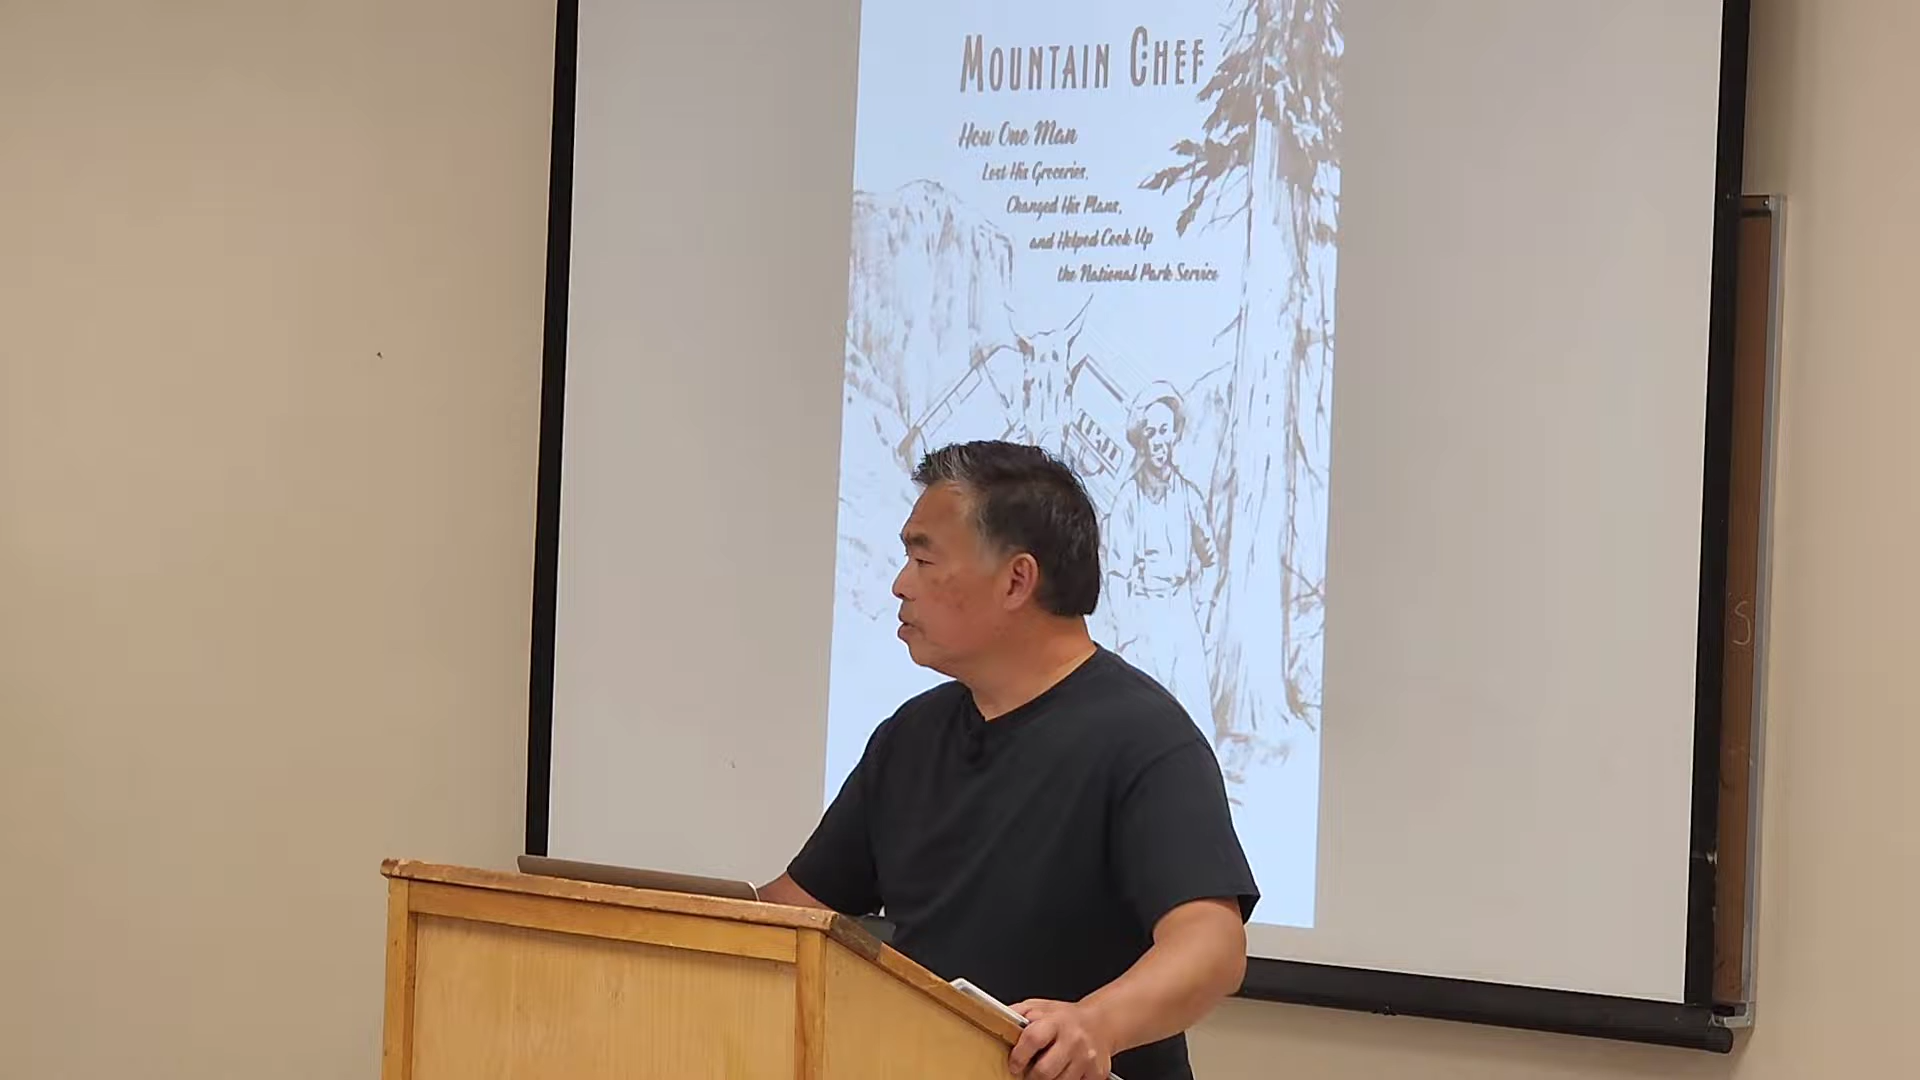 MOUNTAIN CHEF
How One Man
Lost His Groceries,
Changed His Plans,
and Helped Cook Up
the National Park Service
S